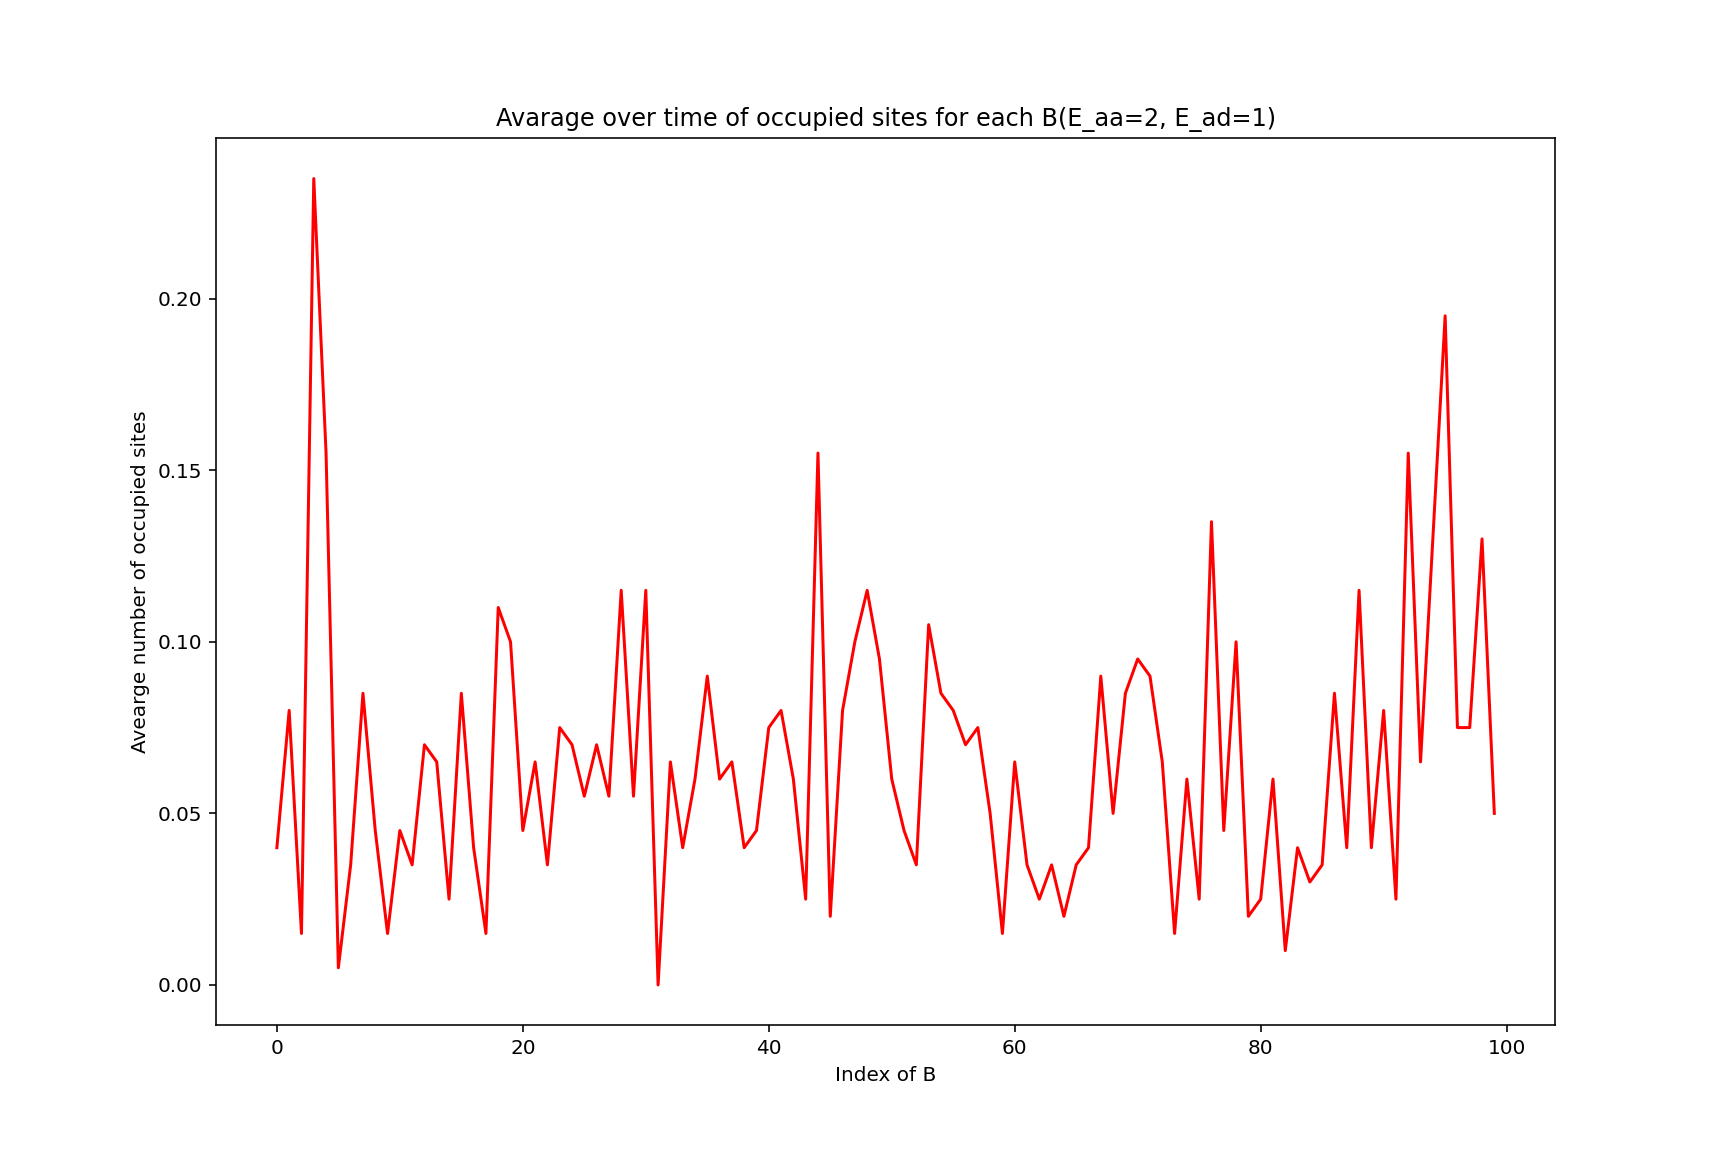 Avarage over time of occupied sites for each B(E_aa=2, E_ad=1)
Avearge number of occupied sites
0.20
0.15
0.10
0.05
0.00
0 20 40 60 80 100
Index of B